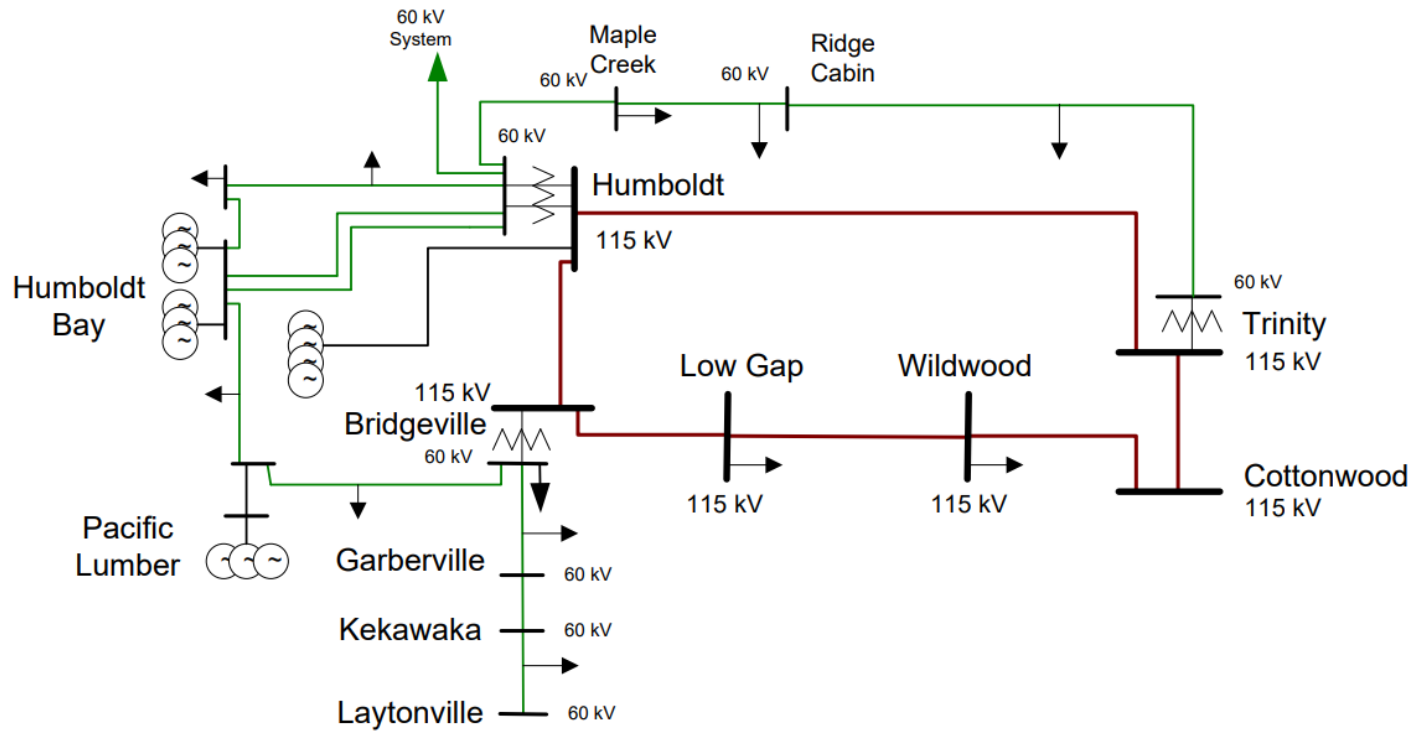 60 kV
System
Maple
Creek
Ridge
Cabin
60 kV
60 kV
60 kV
Humboldt
115 kV
Humboldt
Bay
~
~
~
~
~
~
~
~
~
~
60 kV
Trinity
115 kV
Low Gap
Wildwood
115 kV
Bridgeville
60 kV
115 kV
115 kV
Cottonwood
115 kV
Pacific
Lumber
~
~
~
Garberville
60 kV
Kekawaka
60 kV
Laytonville
60 kV